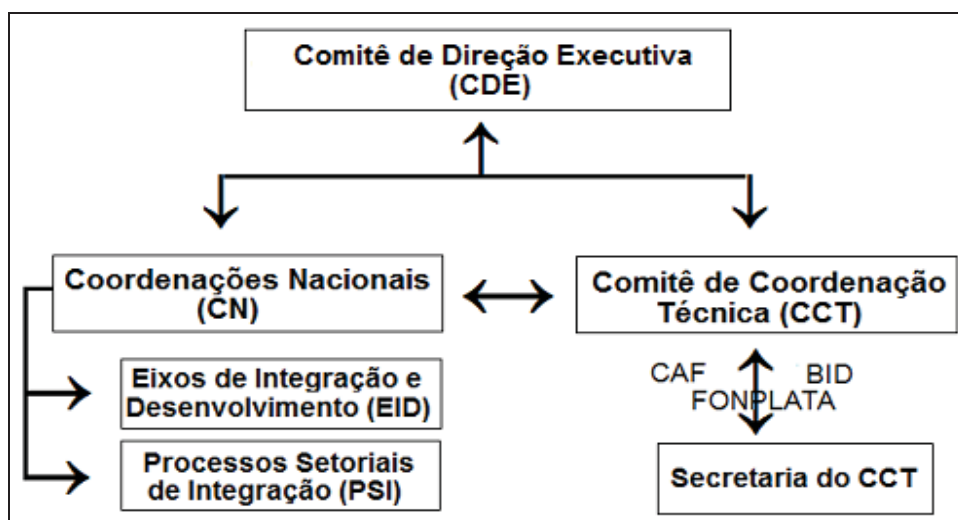 Comitê de Direção Executiva
(CDE)
Coordenações Nacionais
(CN)
Comitê de Coordenação
Técnica (CCT)
Eixos de Integração e
Desenvolvimento (EID)
CAF BID
FONPLATA
Processos Setoriais
de Integração (PSI)
Secretaria do CCT